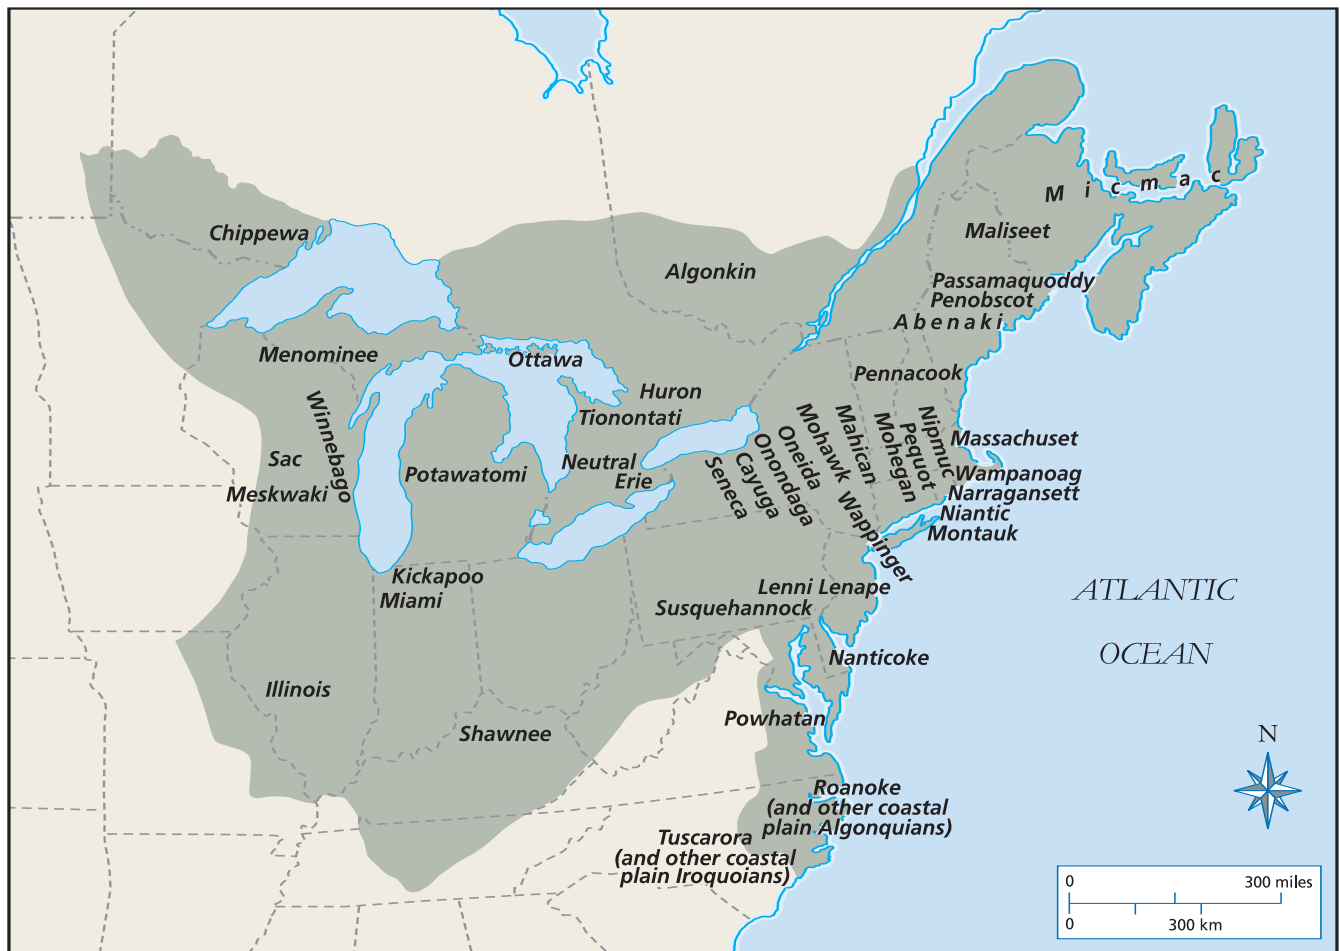 Micmac
Chippewa
Maliseet
Algonkin
Passamaquoddy
Penobscot
Abenaki
Menominee
Ottawa
Pennacook
Huron
Tionontati
Winnebago
Sac
Meskwaki
Potawatomi
Neutral
Erie
Seneca
Cayuga
Onondaga
Oneida
Mohawk
Mahican
Mohegan
Pequot
Nipmuc
Massachuset
Wampanoag
Narragansett
Niantic
Montauk
Wappinger
Kickapoo
Miami
Lenni Lenape
Susquehannock
ATLANTIC
OCEAN
Nanticoke
Illinois
Powhatan
Shawnee
N
Roanoke
(and other coastal
plain Algonquians)
Tuscarora
(and other coastal
plain Iroquoians)
0 300 miles
0 300 km